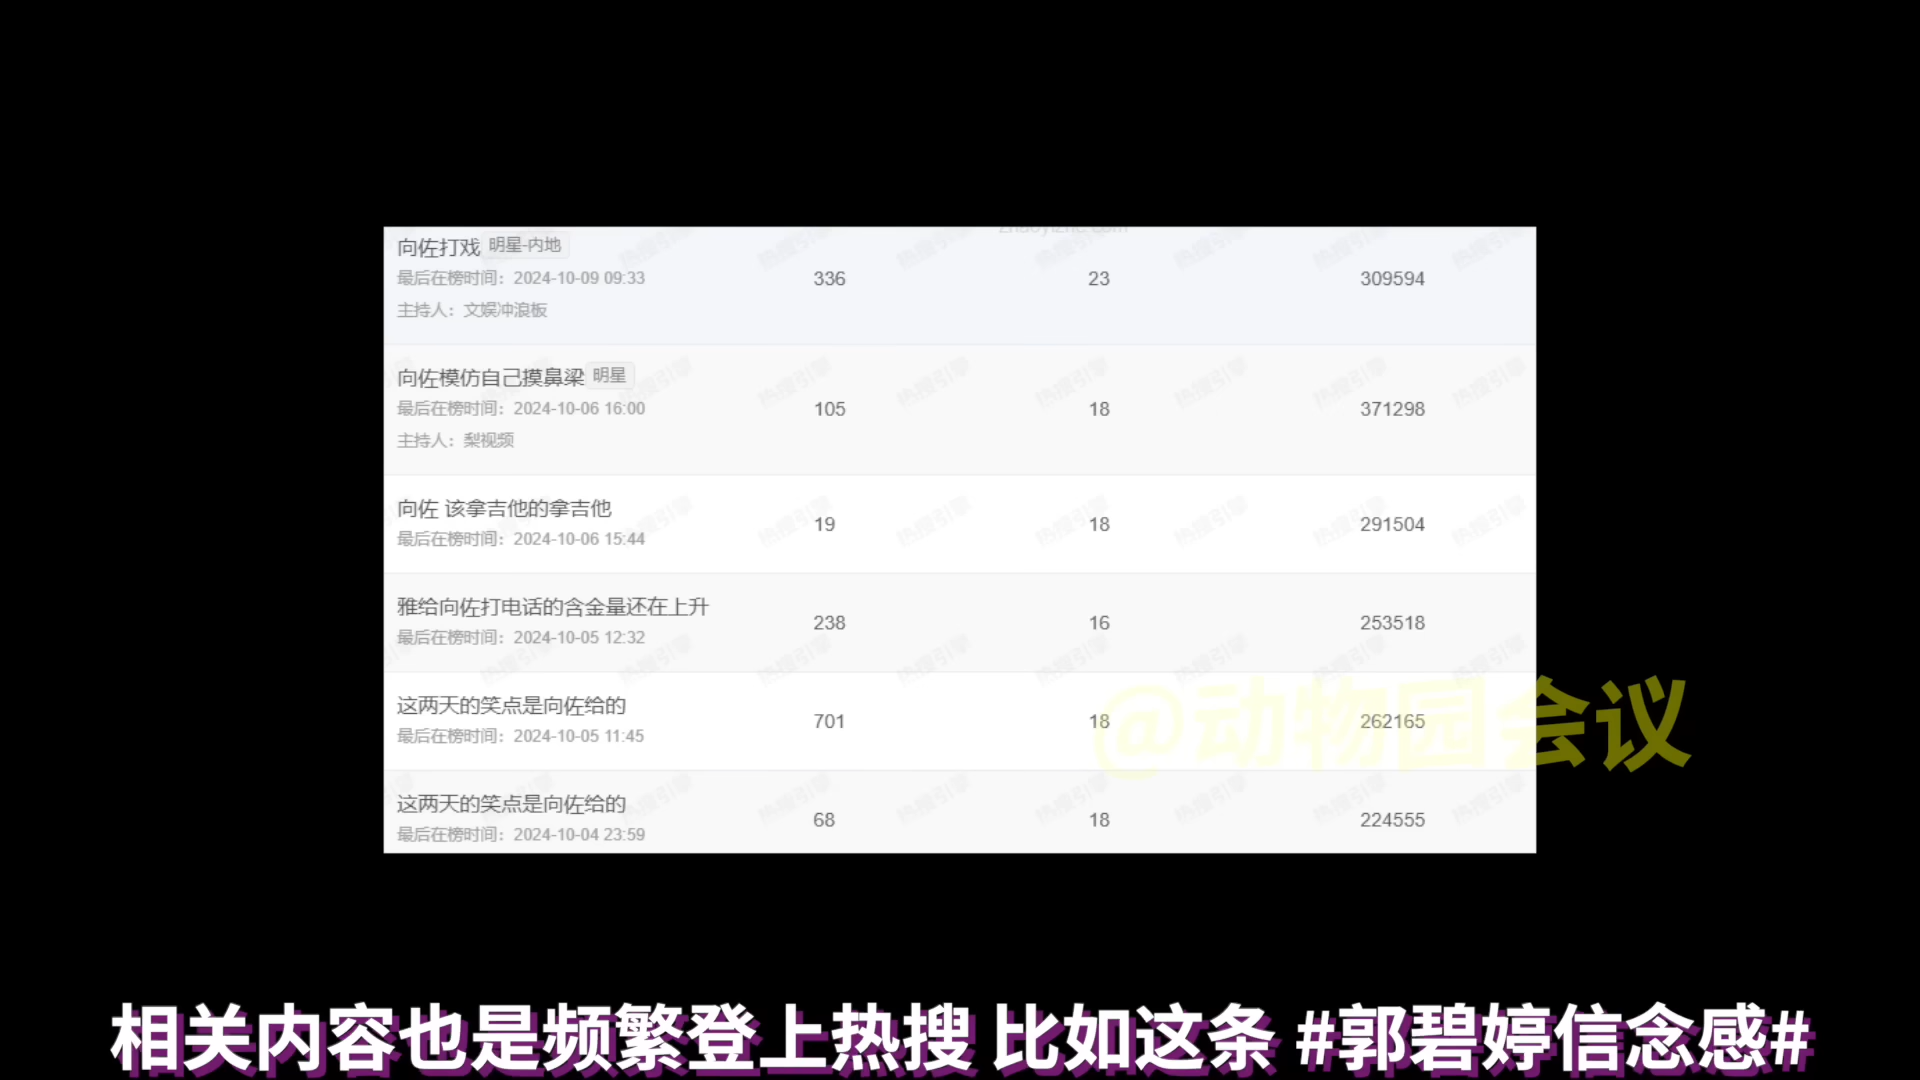 向佐打戏 明星-内地
最后在榜时间：2024-10-09 09:33
336 23 309594
主持人：文娱冲浪板
向佐模仿自己摸鼻梁 明星
最后在榜时间：2024-10-06 16:00
105 18 371298
主持人：梨视频
向佐 该拿吉他的拿吉他
19 18 291504
最后在榜时间：2024-10-06 15:44
雅给向佐打电话的含金量还在上升
238 16 253518
最后在榜时间：2024-10-05 12:32
这两天的笑点是向佐给的
701 18 262165
最后在榜时间：2024-10-05 11:45
@动物园会议
这两天的笑点是向佐给的
68 18 224555
最后在榜时间：2024-10-04 23:59
热搜引擎
相关内容也是频繁登上热搜 比如这条 #郭碧婷信念感#